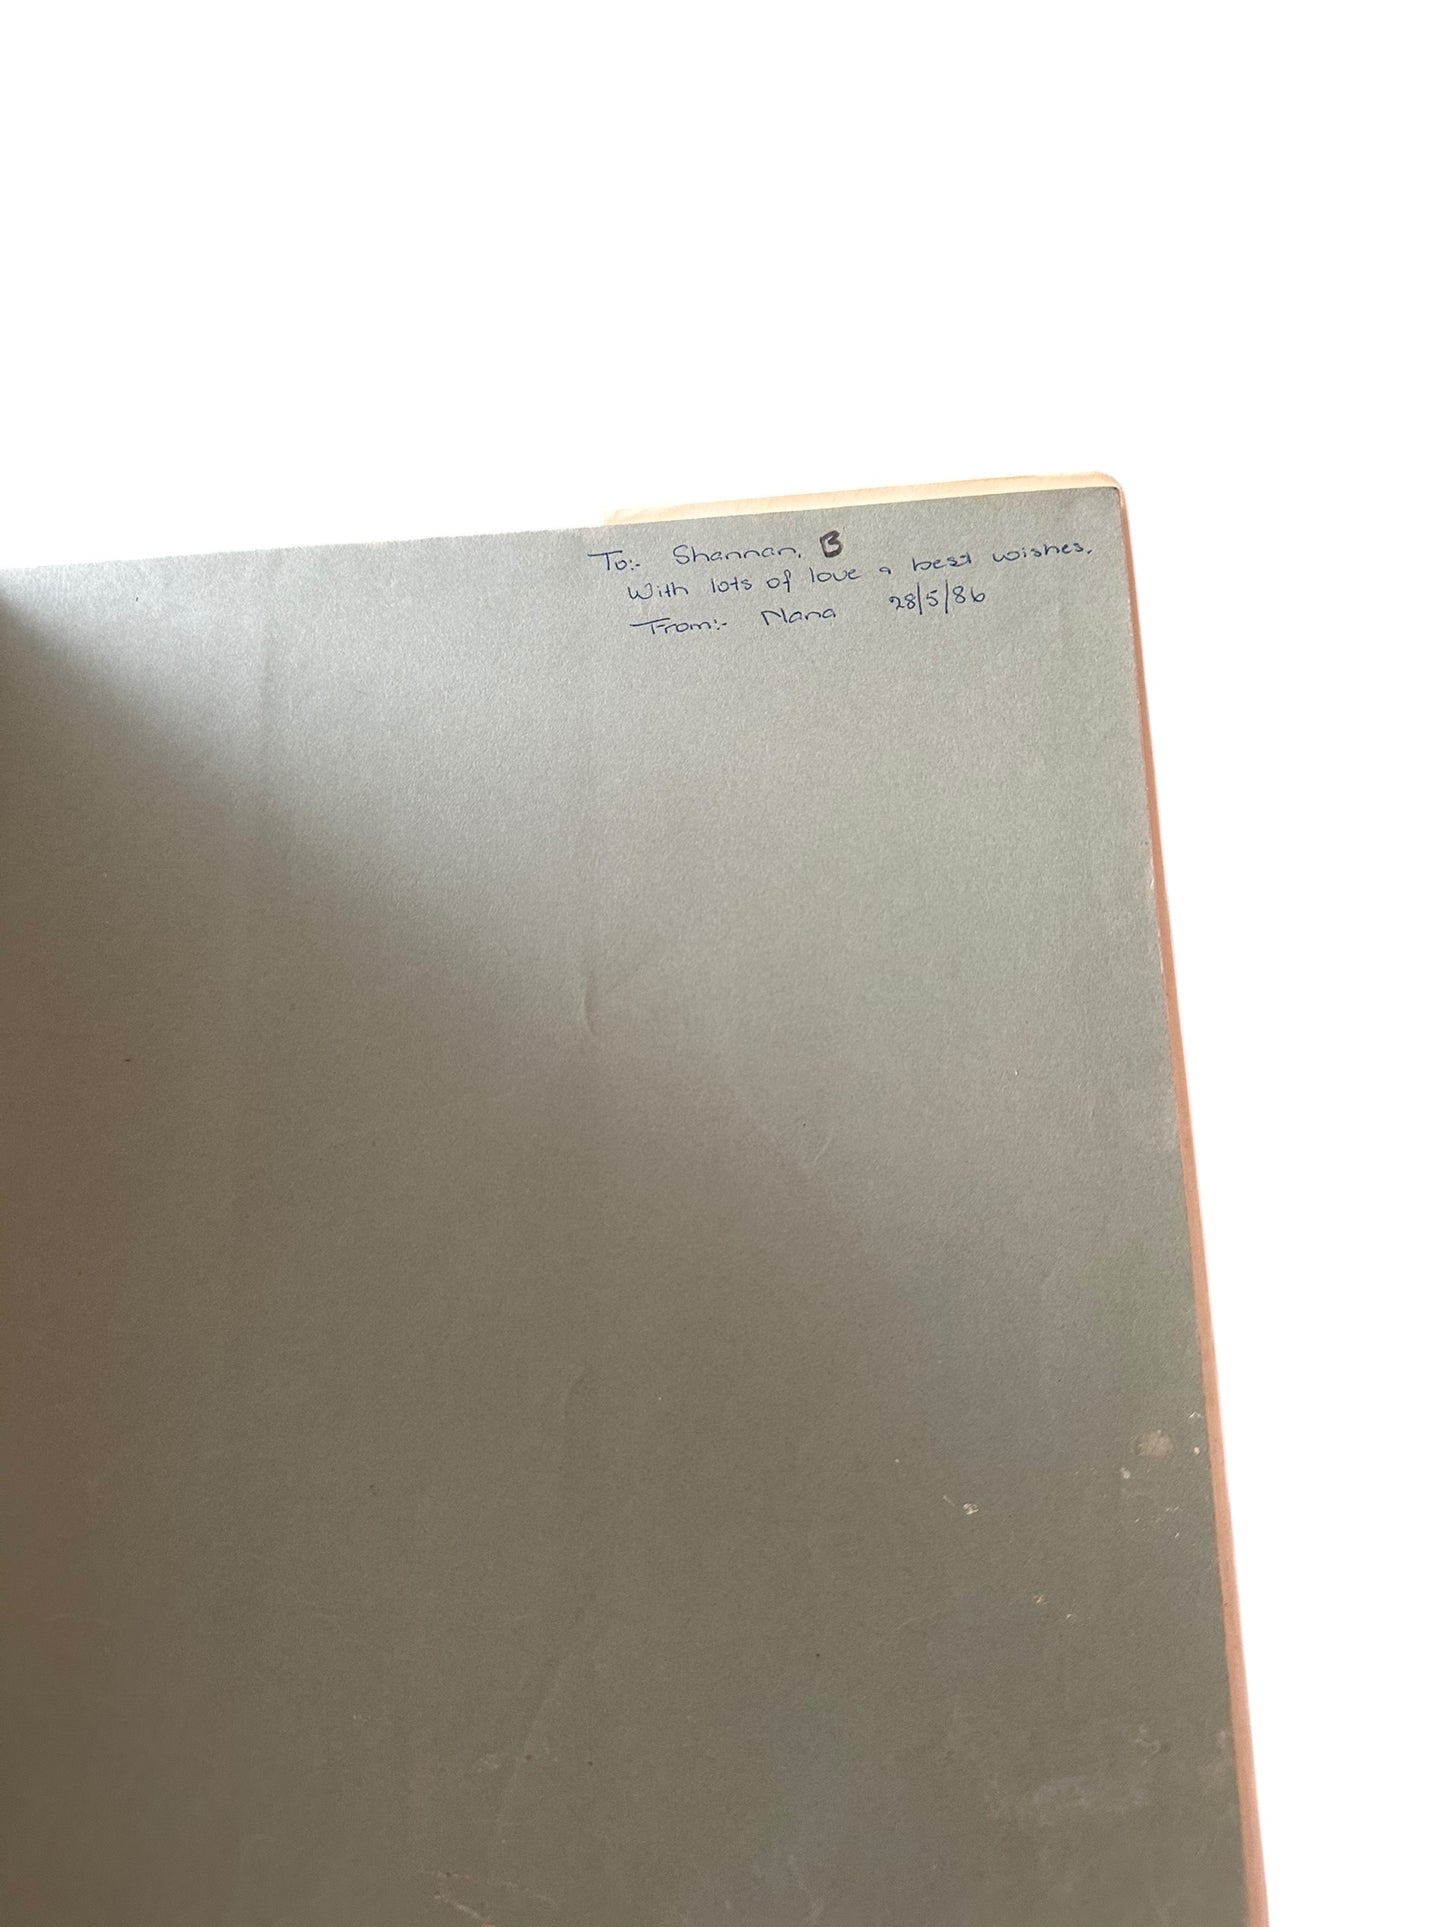 To:- Shannan. B
With lots of love & best wishes.
From:- Nana 28/5/86